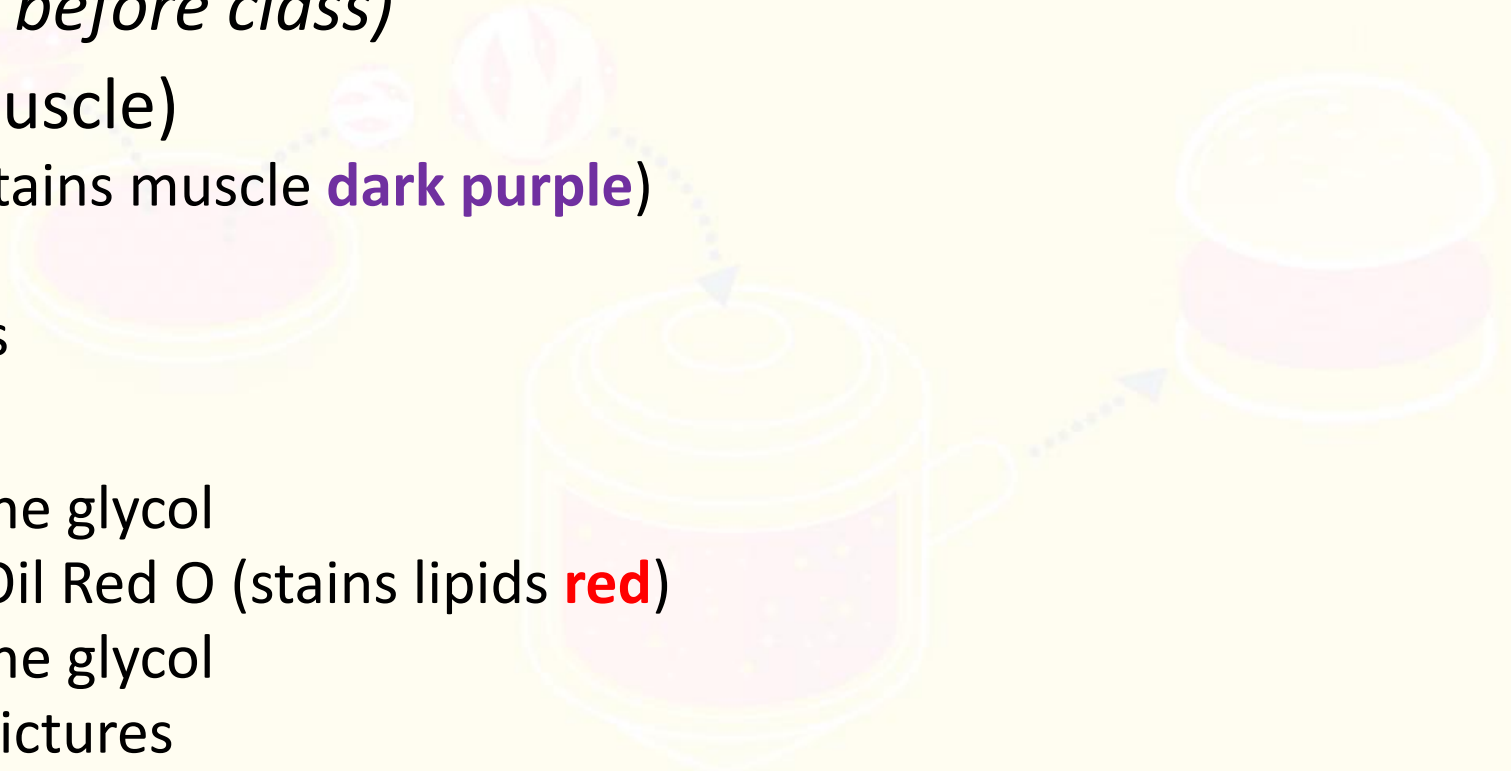 before class)
uscle)
tains muscle dark purple)
s
ne glycol
Oil Red O (stains lipids red)
ne glycol
ictures